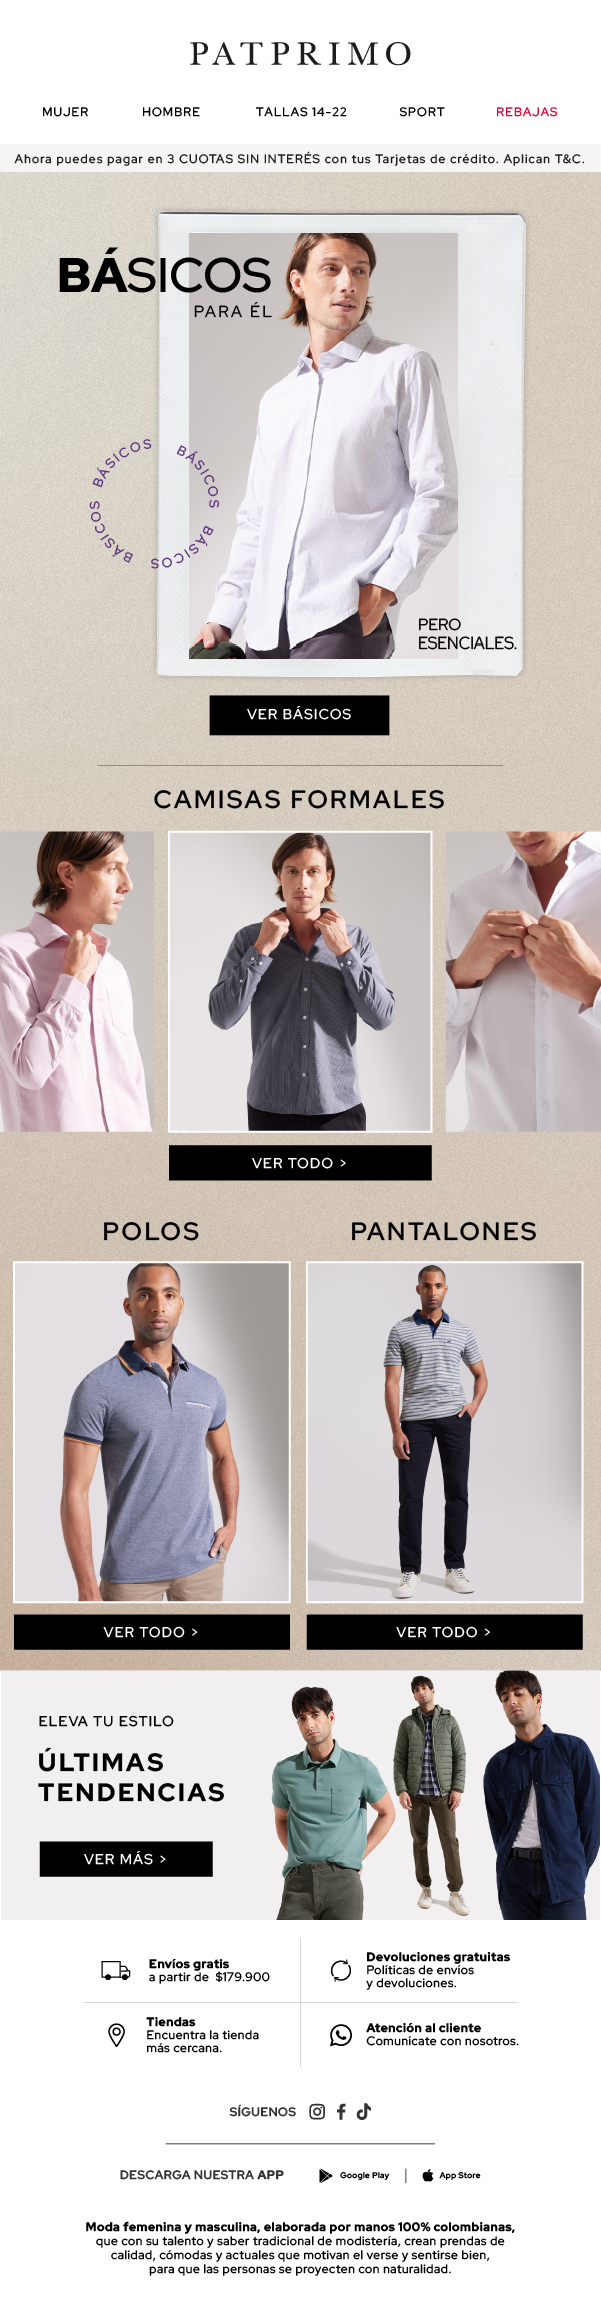 PATPRIMO
MUJER HOMBRE TALLAS 14-22 SPORT REBAJAS
Ahora puedes pagar en 3 CUOTAS SIN INTERÉS con tus Tarjetas de crédito. Aplican T&C.
BÁSICOS
PARA ÉL
BÁSICOS BÁSICOS BÁSICOS BÁSICOS
PERO
ESENCIALES.
VER BÁSICOS
CAMISAS FORMALES
VER TODO >
POLOS
PANTALONES
VER TODO >
VER TODO >
ELEVA TU ESTILO
ÚLTIMAS
TENDENCIAS
VER MÁS >
Envíos gratis
a partir de $179.900
Devoluciones gratuitas
Políticas de envíos
y devoluciones.
Tiendas
Encuentra la tienda
más cercana.
Atención al cliente
Comunícate con nosotros.
SÍGUENOS
DESCARGA NUESTRA APP Google Play | App Store
Moda femenina y masculina, elaborada por manos 100% colombianas,
que con su talento y saber tradicional de modistería, crean prendas de
calidad, cómodas y actuales que motivan el verse y sentirse bien,
para que las personas se proyecten con naturalidad.